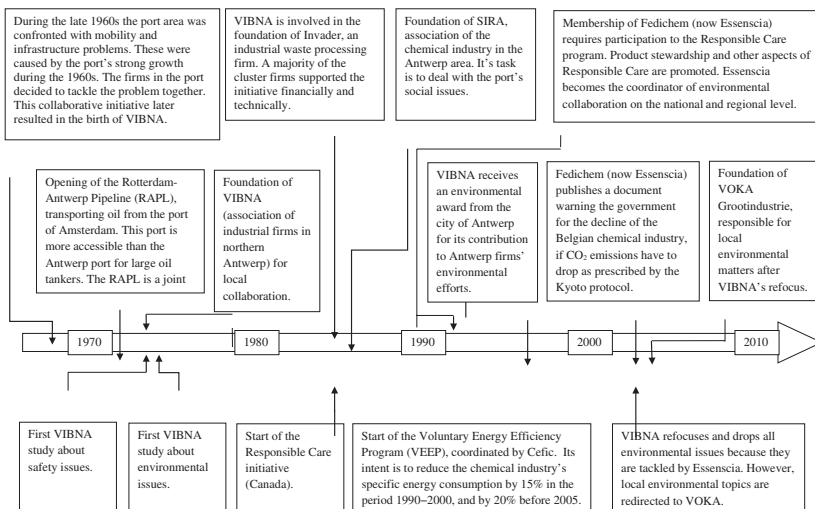 During the late 1960s the port area was
confronted with mobility and
infrastructure problems. These were
caused by the port's strong growth
during the 1960s. The firms in the port
decided to tackle the problem together.
This collaborative initiative later
resulted in the birth of VIBNA.
VIBNA is involved in the
foundation of Invader, an
industrial waste processing
firm. A majority of the
cluster firms supported the
initiative financially and
technically.
Foundation of SIRA,
association of the
chemical industry in the
Antwerp area. It's task
is to deal with the port's
social issues.
Membership of Fedichem (now Essenscia)
requires participation to the Responsible Care
program. Product stewardship and other aspects of
Responsible Care are promoted. Essenscia
becomes the coordinator of environmental
collaboration on the national and regional level.
Opening of the Rotterdam-
Antwerp Pipeline (RAPL),
transporting oil from the port
of Amsterdam. This port is
more accessible than the
Antwerp port for large oil
tankers. The RAPL is a joint
Foundation of
VIBNA
(association of
industrial firms in
northern
Antwerp) for
local
collaboration.
VIBNA receives
an environmental
award from the
city of Antwerp
for its contribution
to Antwerp firms'
environmental
efforts.
Fedichem (now Essenscia)
publishes a document
warning the government
for the decline of the
Belgian chemical industry,
if CO₂ emissions have to
drop as prescribed by the
Kyoto protocol.
Foundation of
VOKA
Grootindustrie,
responsible for
local
environmental
matters after
VIBNA's refocus.
1970
1980
1990
2000
2010
First VIBNA
study about
safety issues.
First VIBNA
study about
environmental
issues.
Start of the
Responsible Care
initiative
(Canada).
Start of the Voluntary Energy Efficiency
Program (VEEP), coordinated by Cefic. Its
intent is to reduce the chemical industry's
specific energy consumption by 15% in the
period 1990–2000, and by 20% before 2005.
VIBNA refocuses and drops all
environmental issues because they
are tackled by Essenscia. However,
local environmental topics are
redirected to VOKA.